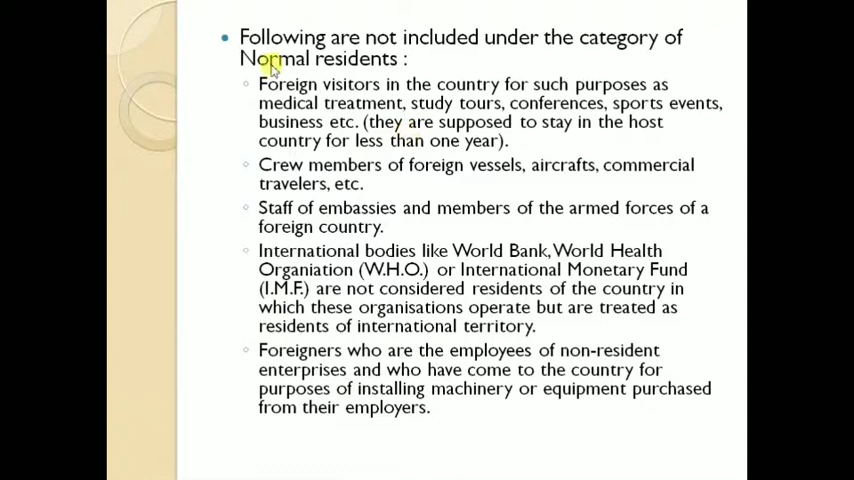 Following are not included under the category of
Normal residents :
Foreign visitors in the country for such purposes as
medical treatment, study tours, conferences, sports events,
business etc. (they are supposed to stay in the host
country for less than one year).
Crew members of foreign vessels, aircrafts, commercial
travelers, etc.
Staff of embassies and members of the armed forces of a
foreign country.
International bodies like World Bank, World Health
Organiation (W.H.O.) or International Monetary Fund
(I.M.F.) are not considered residents of the country in
which these organisations operate but are treated as
residents of international territory.
Foreigners who are the employees of non-resident
enterprises and who have come to the country for
purposes of installing machinery or equipment purchased
from their employers.